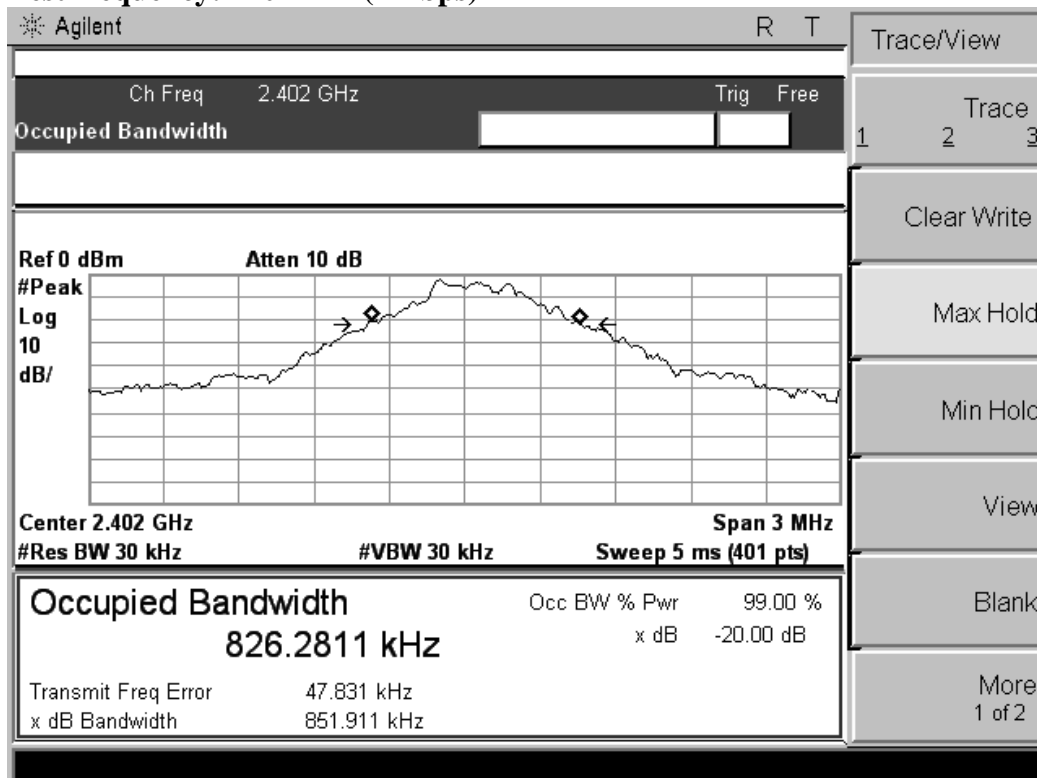 Agilent R T
Trace/View
Ch Freq 2.402 GHz Trig Free
Occupied Bandwidth
Trace
1 2 3
Clear Write
Max Hold
Min Hold
View
Blank
More
1 of 2
Ref 0 dBm Atten 10 dB
#Peak
Log
10
dB/
Center 2.402 GHz Span 3 MHz
#Res BW 30 kHz #VBW 30 kHz Sweep 5 ms (401 pts)
Occupied Bandwidth Occ BW % Pwr 99.00 %
826.2811 kHz x dB -20.00 dB
Transmit Freq Error 47.831 kHz
x dB Bandwidth 851.911 kHz